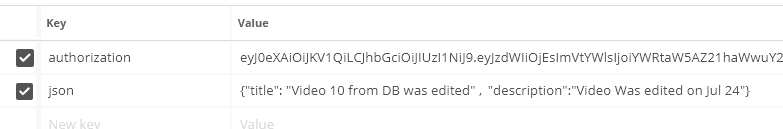 Key Value
authorization eyJ0eXAiOiJKV1QiLCJhbGciOiJIUzI1NiJ9.eyJzdWIiOjEsImVtYWlsIjoiYWRtaW5AZ21haWwuY2
json {"title": "Video 10 from DB was edited" , "description":"Video Was edited on Jul 24"}
New key Value